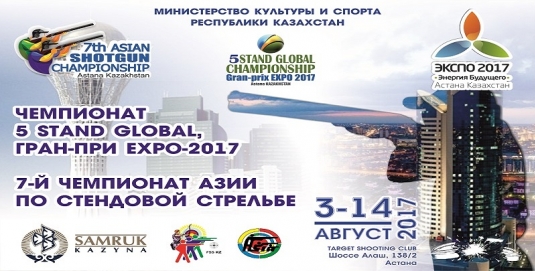 МИНИСТЕРСТВО КУЛЬТУРЫ И СПОРТА
РЕСПУБЛИКИ КАЗАХСТАН
7th ASIAN
SHOTGUN
CHAMPIONSHIP
Astana Kazakhstan
5 STAND GLOBAL
CHAMPIONSHIP
Gran-prix EXPO 2017
Astana KAZAKHSTAN
ЭКСПО 2017
- Энергия Будущего -
Астана Казахстан
ЧЕМПИОНАТ
5 STAND GLOBAL,
ГРАН-ПРИ EXPO-2017
7-Й ЧЕМПИОНАТ АЗИИ
ПО СТЕНДОВОЙ СТРЕЛЬБЕ
3-14
АВГУСТ
2017
TARGET SHOOTING CLUB
Шоссе Алаш, 138/2
Астана
SAMRUK
KAZYNA